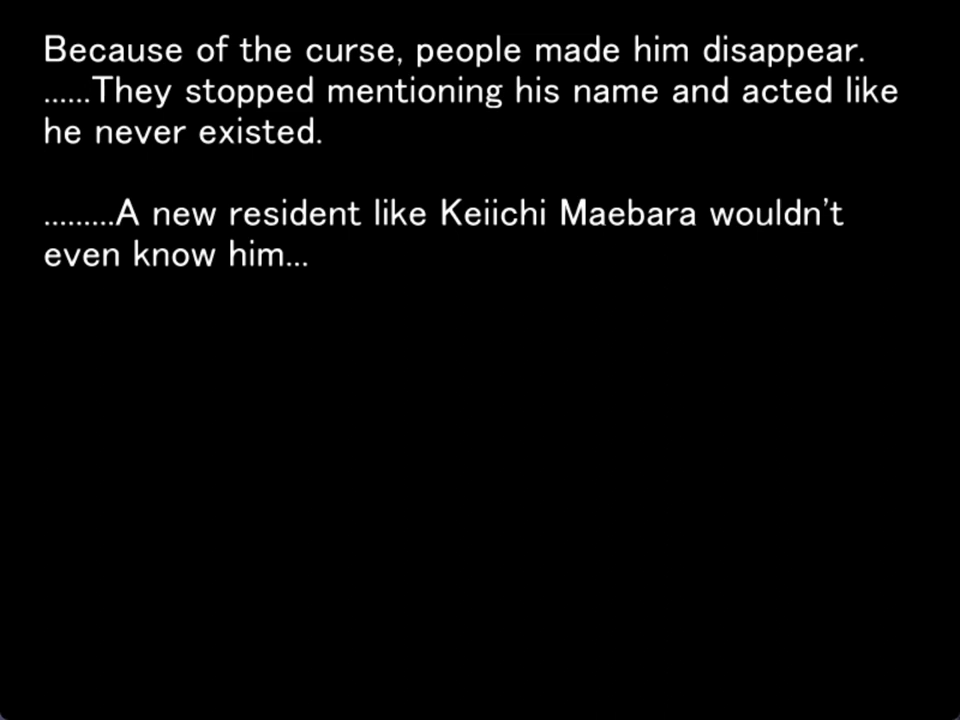 Because of the curse, people made him disappear.
......They stopped mentioning his name and acted like
he never existed.
.........A new resident like Keiichi Maebara wouldn't
even know him...